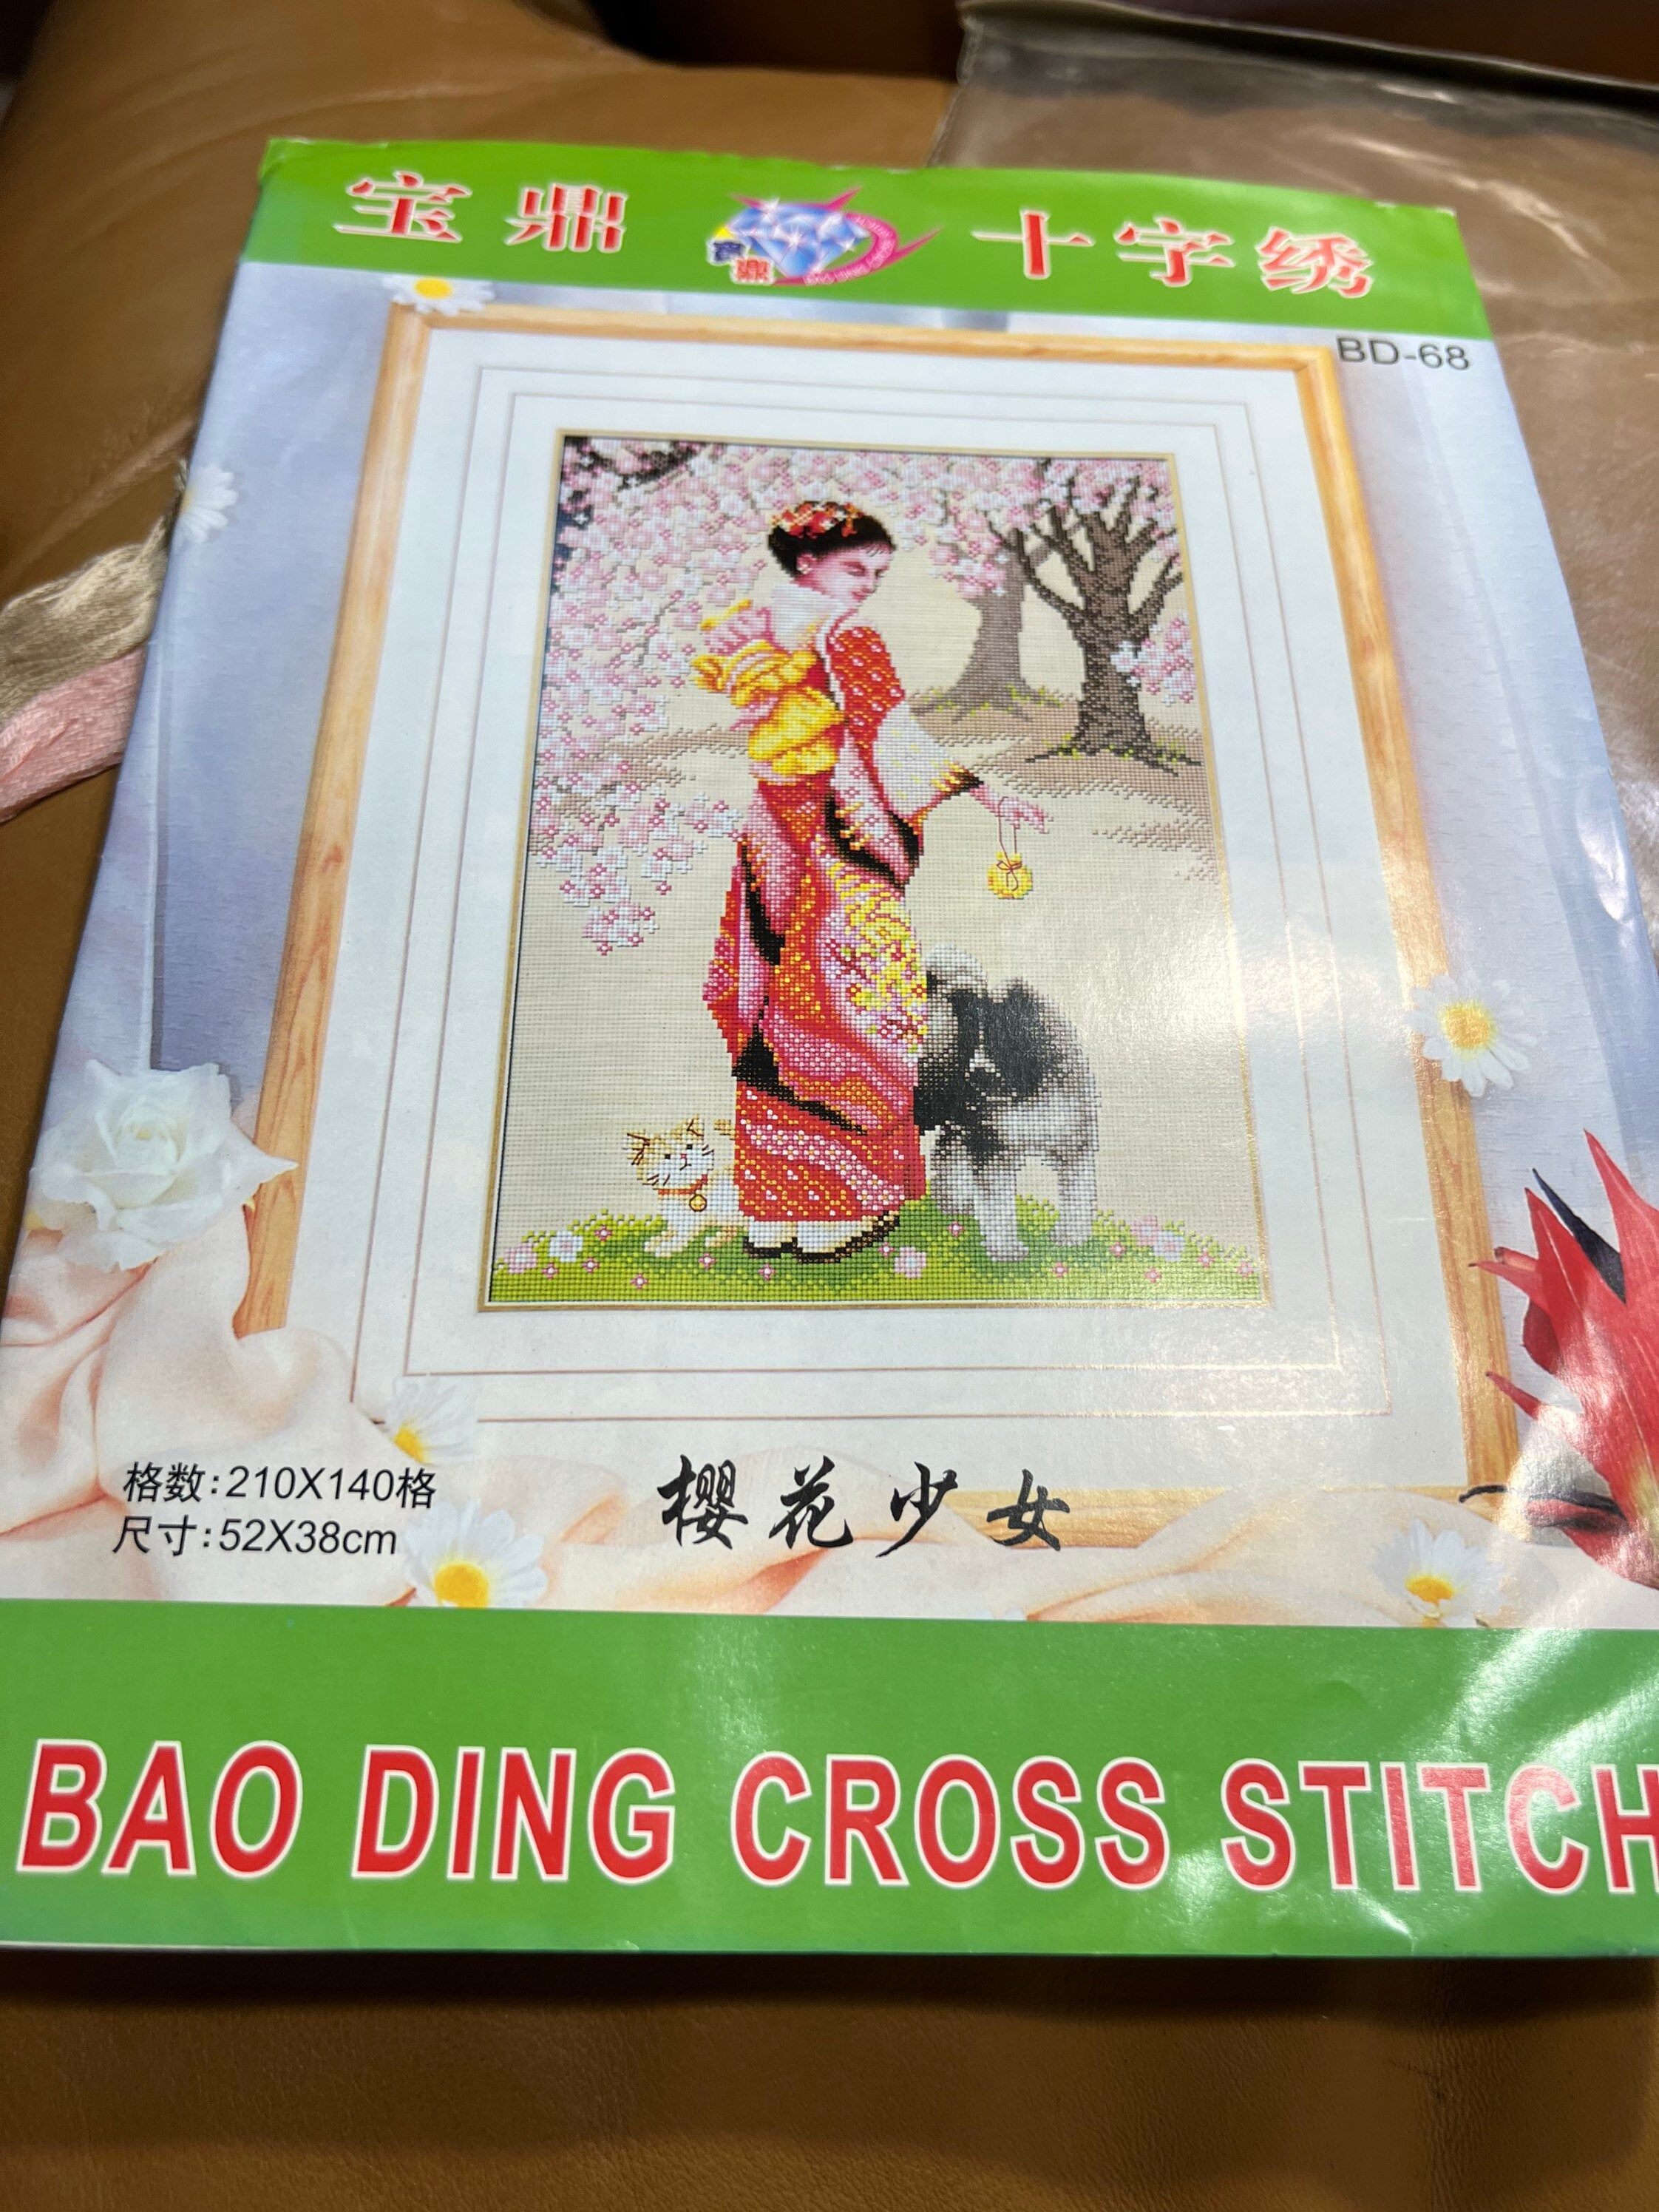 宝鼎 十字绣
BD-68
格数:210X140格
尺寸:52X38cm
樱花少女
BAO DING CROSS STITCH